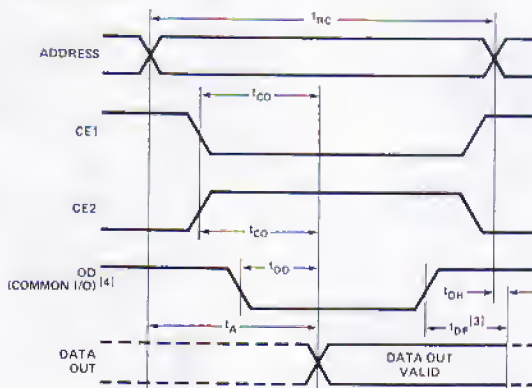 tRC
ADDRESS
tCO
CE1
CE2
tCO
OD
(COMMON I/O) [4]
tOD
tOH
tA
tDF [3]
DATA
OUT
DATA OUT
VALID